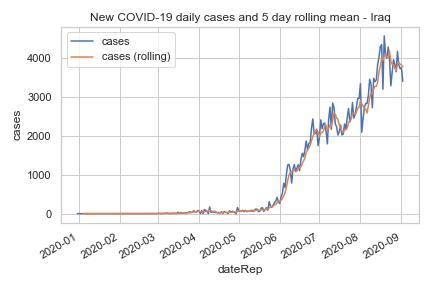 New COVID-19 daily cases and 5 day rolling mean - Iraq
cases
cases (rolling)
4000
3000
2000
1000
0
cases
2020-01
2020-02
2020-03
2020-04
2020-05
2020-06
2020-07
2020-08
2020-09
dateRep